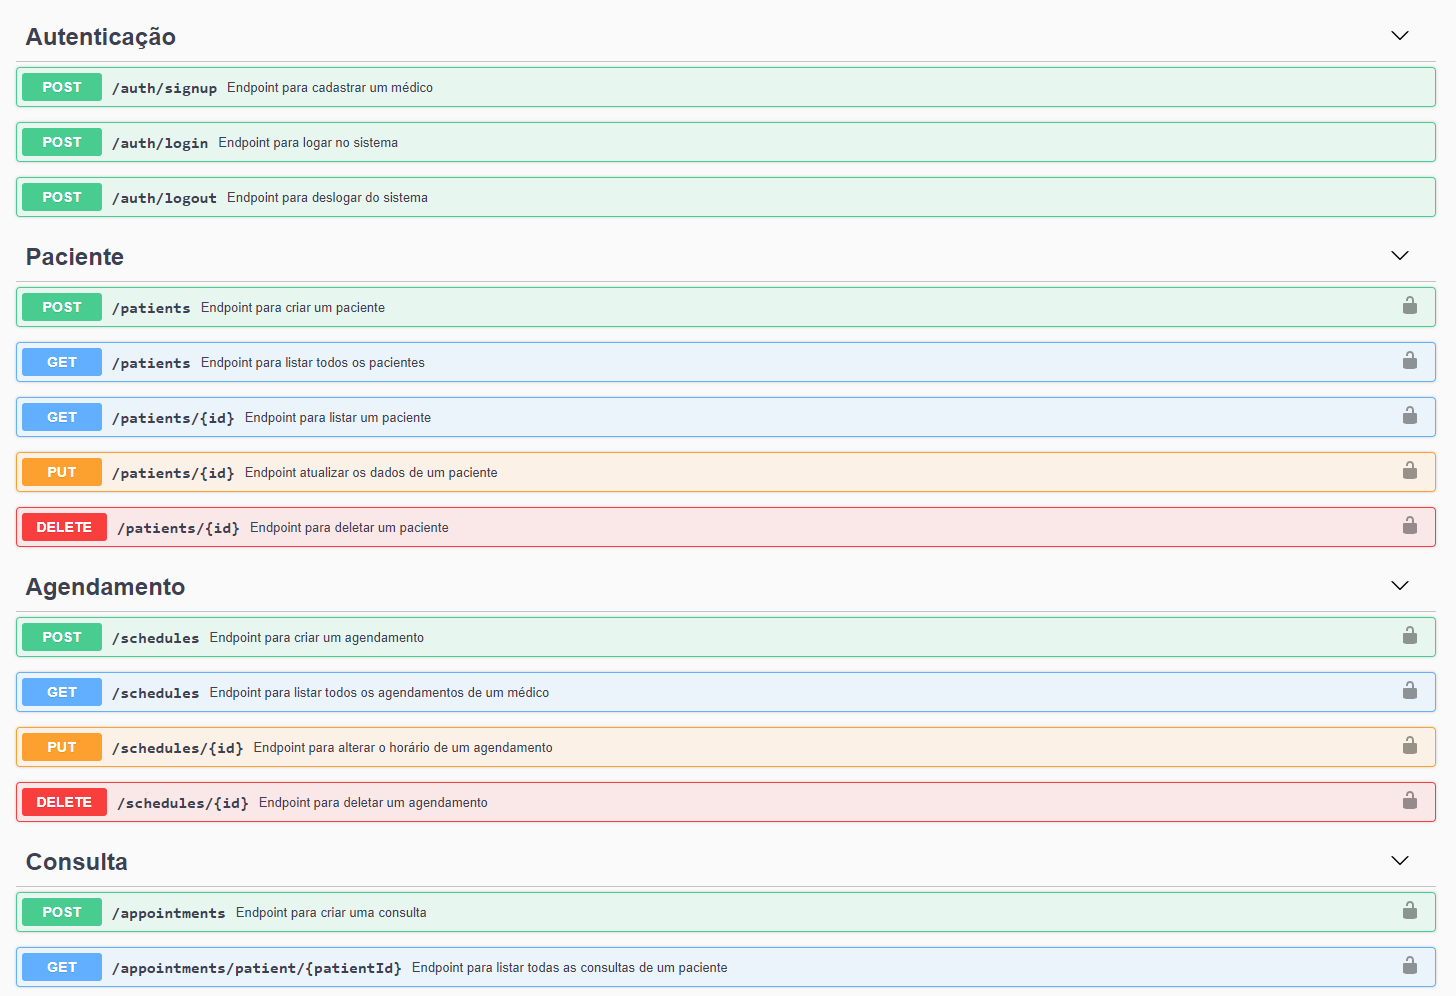 Autenticação
POST /auth/signup Endpoint para cadastrar um médico
POST /auth/login Endpoint para logar no sistema
POST /auth/logout Endpoint para deslogar do sistema
Paciente
POST /patients Endpoint para criar um paciente
GET /patients Endpoint para listar todos os pacientes
GET /patients/{id} Endpoint para listar um paciente
PUT /patients/{id} Endpoint atualizar os dados de um paciente
DELETE /patients/{id} Endpoint para deletar um paciente
Agendamento
POST /schedules Endpoint para criar um agendamento
GET /schedules Endpoint para listar todos os agendamentos de um médico
PUT /schedules/{id} Endpoint para alterar o horário de um agendamento
DELETE /schedules/{id} Endpoint para deletar um agendamento
Consulta
POST /appointments Endpoint para criar uma consulta
GET /appointments/patient/{patientId} Endpoint para listar todas as consultas de um paciente